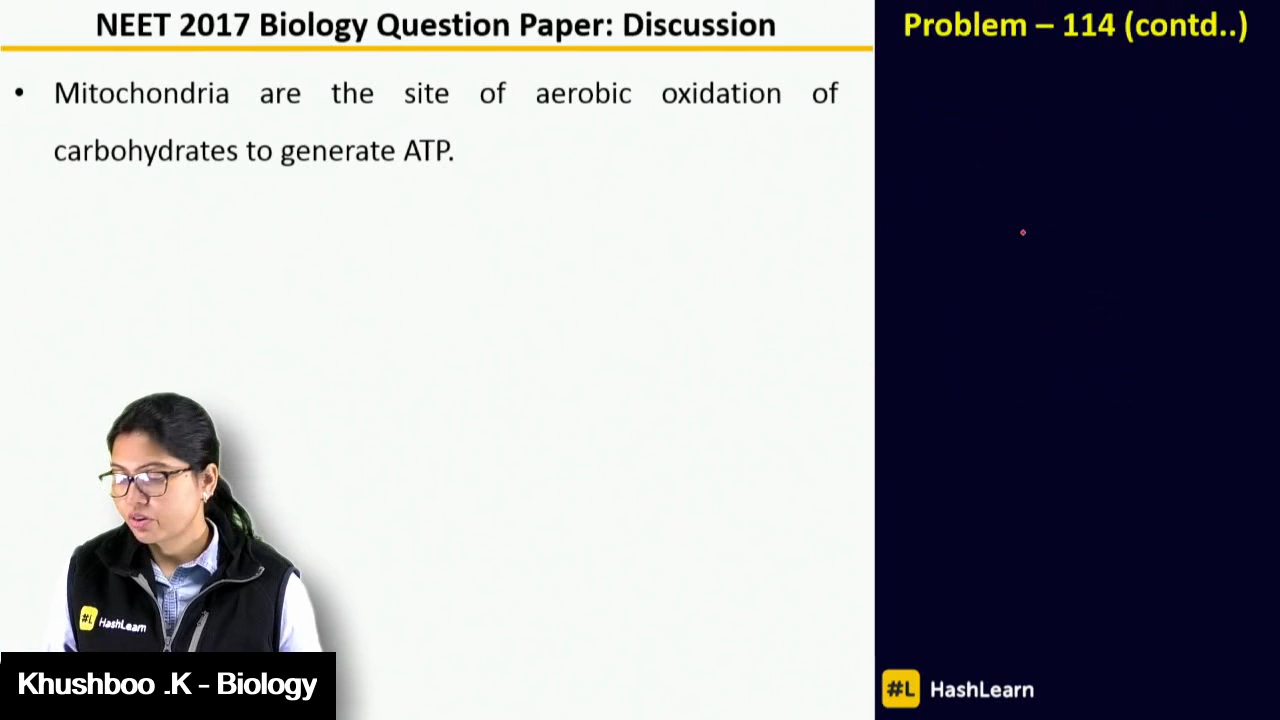 NEET 2017 Biology Question Paper: Discussion
Problem – 114 (contd..)
• Mitochondria are the site of aerobic oxidation of
carbohydrates to generate ATP.
#L HashLearn
Khushboo .K - Biology
#L HashLearn